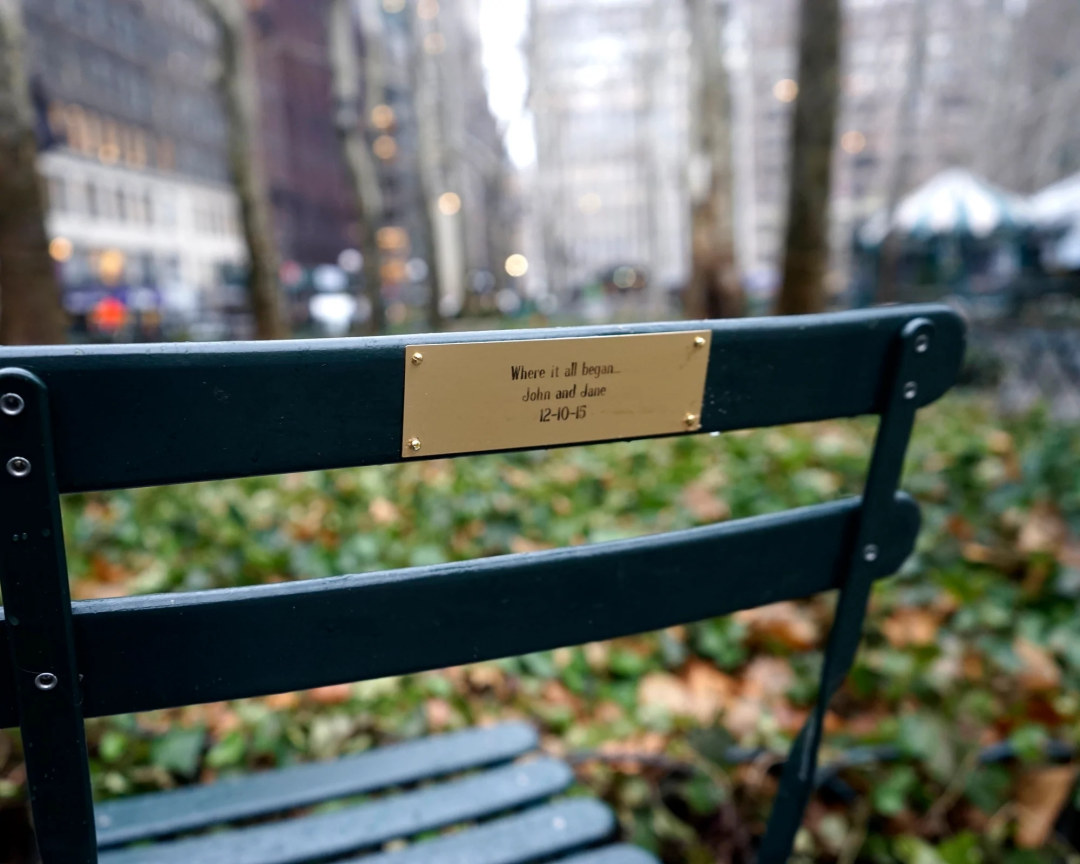 Where it all began...
John and Jane
12-10-15